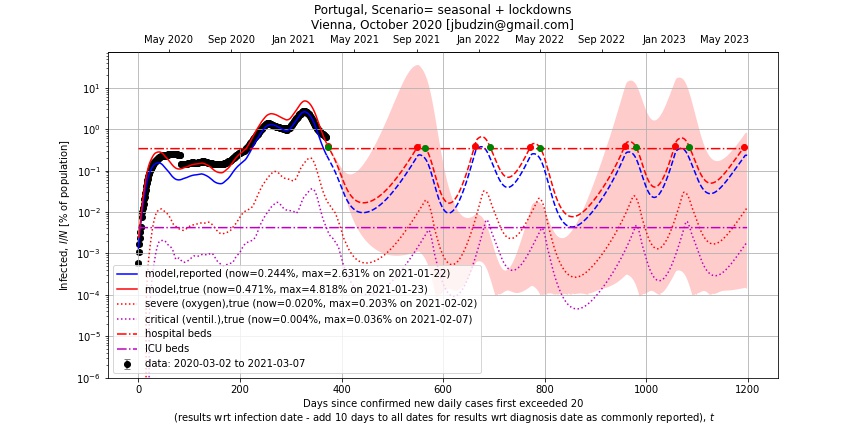 Portugal, Scenario= seasonal + lockdowns
Vienna, October 2020 [jbudzin@gmail.com]
May 2020 Sep 2020 Jan 2021 May 2021 Sep 2021 Jan 2022 May 2022 Sep 2022 Jan 2023 May 2023
10¹
10⁰
10⁻¹
10⁻²
10⁻³
10⁻⁴
10⁻⁵
10⁻⁶
Infected, I/N [% of population]
model,reported (now=0.244%, max=2.631% on 2021-01-22)
model,true (now=0.471%, max=4.818% on 2021-01-23)
severe (oxygen),true (now=0.020%, max=0.203% on 2021-02-02)
critical (ventil.),true (now=0.004%, max=0.036% on 2021-02-07)
hospital beds
ICU beds
data: 2020-03-02 to 2021-03-07
0 200 400 600 800 1000 1200
Days since confirmed new daily cases first exceeded 20
(results wrt infection date - add 10 days to all dates for results wrt diagnosis date as commonly reported), t